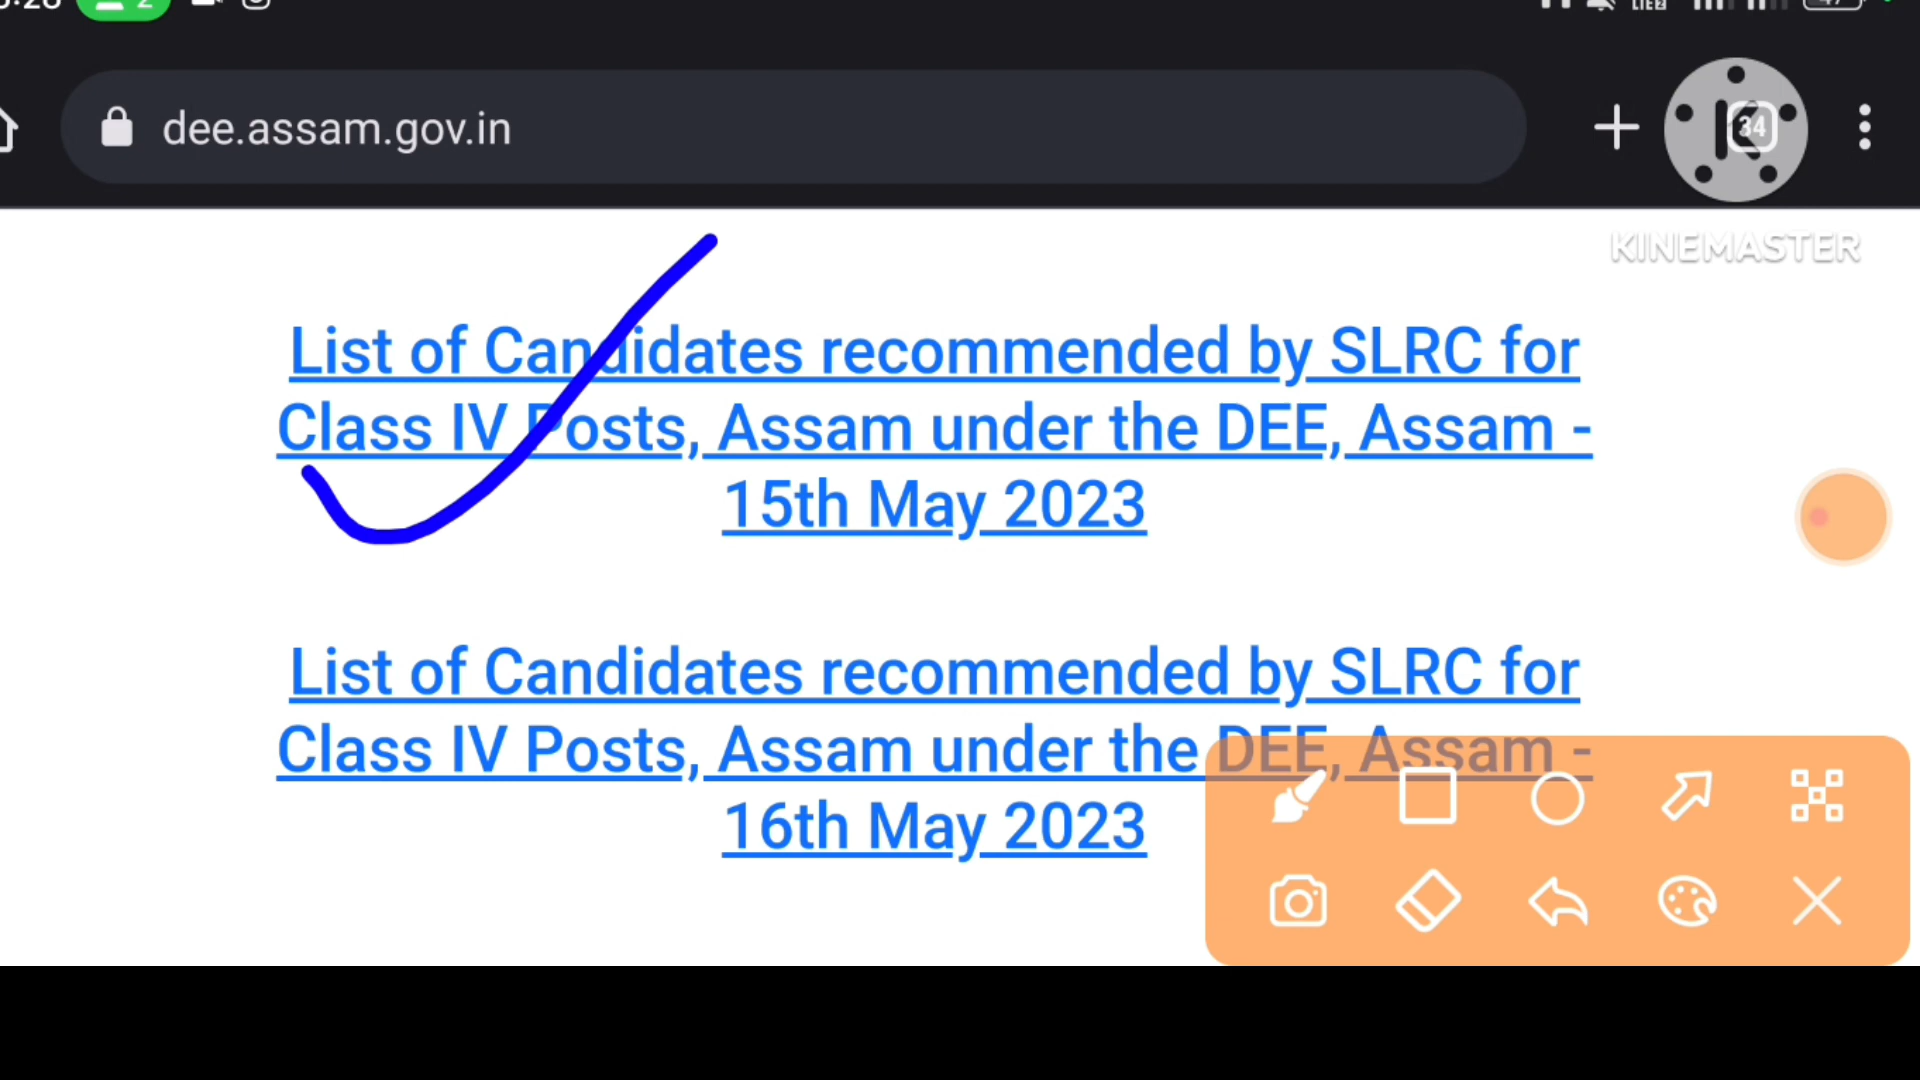 dee.assam.gov.in
34
KINEMASTER
List of Candidates recommended by SLRC for
Class IV Posts, Assam under the DEE, Assam -
15th May 2023
List of Candidates recommended by SLRC for
Class IV Posts, Assam under the DEE, Assam -
16th May 2023